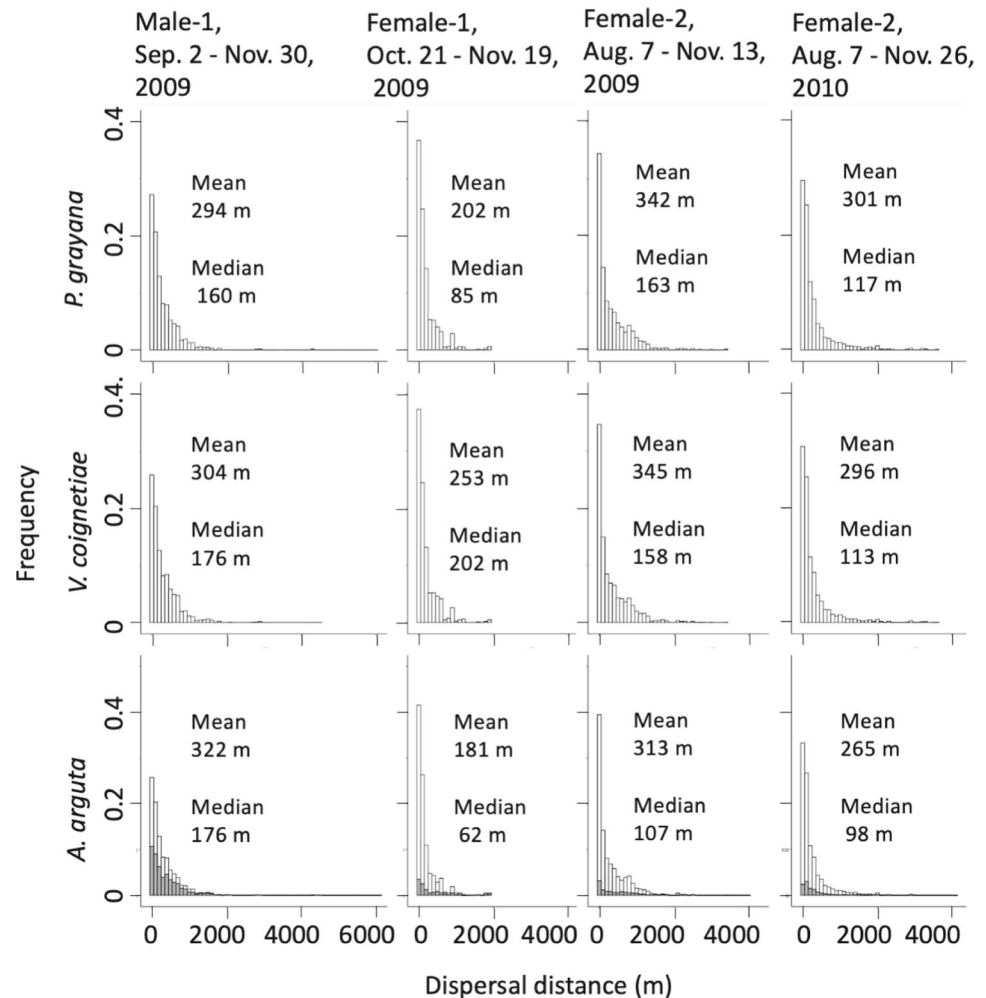 Male-1,
Sep. 2 - Nov. 30,
2009
Female-1,
Oct. 21 - Nov. 19,
2009
Female-2,
Aug. 7 - Nov. 13,
2009
Female-2,
Aug. 7 - Nov. 26,
2010
Frequency
P. grayana
0.4
0.2
0
Mean
294 m
Median
160 m
Mean
202 m
Median
85 m
Mean
342 m
Median
163 m
Mean
301 m
Median
117 m
V. coignetiae
0.4.
0.2
0
Mean
304 m
Median
176 m
Mean
253 m
Median
202 m
Mean
345 m
Median
158 m
Mean
296 m
Median
113 m
A. arguta
0.4
0.2
0
Mean
322 m
Median
176 m
Mean
181 m
Median
62 m
Mean
313 m
Median
107 m
Mean
265 m
Median
98 m
0 2000 4000 6000
0 2000 4000
0 2000 4000
0 2000 4000
Dispersal distance (m)